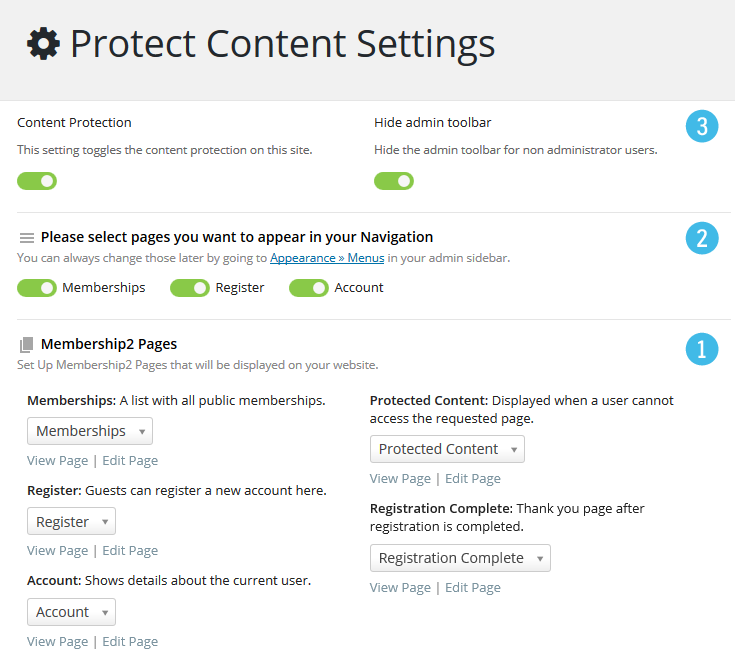 Protect Content Settings
Content Protection
This setting toggles the content protection on this site.
Hide admin toolbar
Hide the admin toolbar for non administrator users.
3
Please select pages you want to appear in your Navigation
You can always change those later by going to Appearance » Menus in your admin sidebar.
Memberships Register Account
2
Membership2 Pages
Set Up Membership2 Pages that will be displayed on your website.
1
Memberships: A list with all public memberships.
Memberships
View Page | Edit Page
Register: Guests can register a new account here.
Register
View Page | Edit Page
Account: Shows details about the current user.
Account
View Page | Edit Page
Protected Content: Displayed when a user cannot
access the requested page.
Protected Content
View Page | Edit Page
Registration Complete: Thank you page after
registration is completed.
Registration Complete
View Page | Edit Page